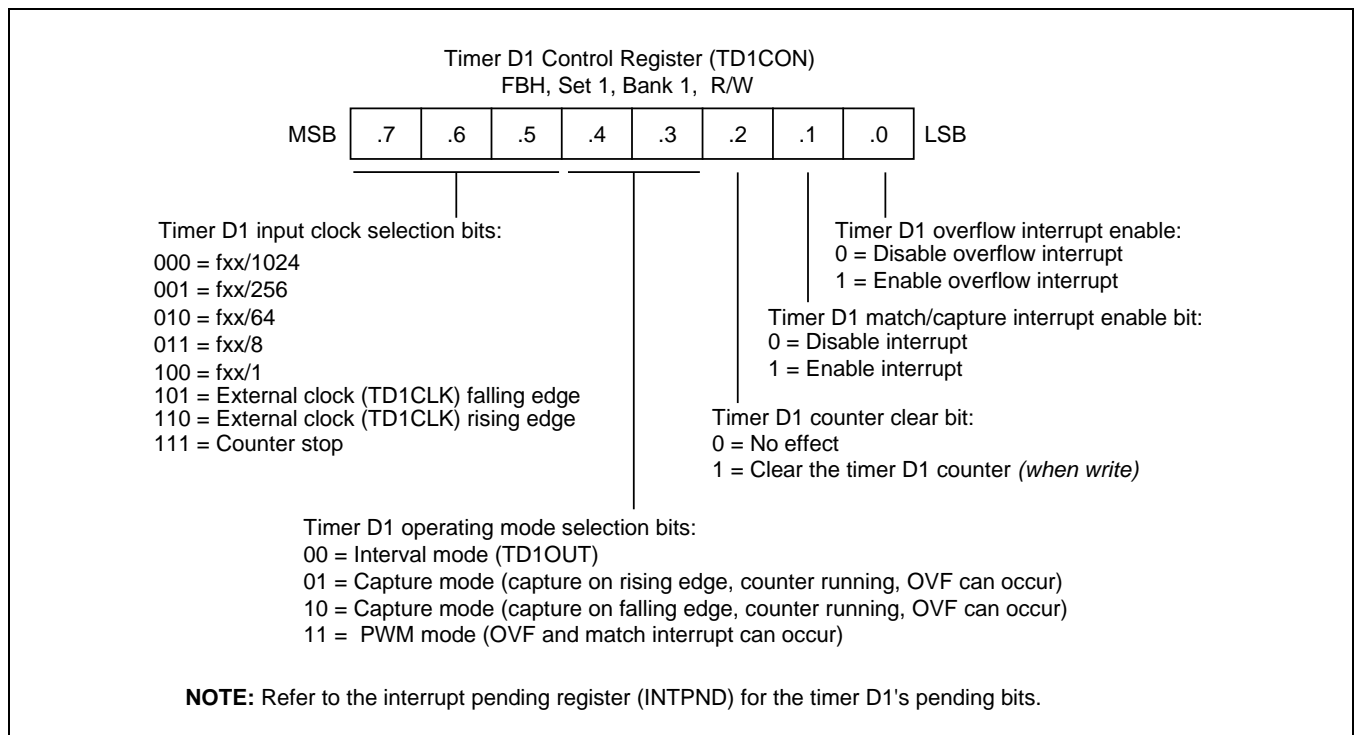 Timer D1 Control Register (TD1CON)
FBH, Set 1, Bank 1, R/W
MSB .7 .6 .5 .4 .3 .2 .1 .0 LSB
Timer D1 input clock selection bits:
000 = fxx/1024
001 = fxx/256
010 = fxx/64
011 = fxx/8
100 = fxx/1
101 = External clock (TD1CLK) falling edge
110 = External clock (TD1CLK) rising edge
111 = Counter stop
Timer D1 overflow interrupt enable:
0 = Disable overflow interrupt
1 = Enable overflow interrupt
Timer D1 match/capture interrupt enable bit:
0 = Disable interrupt
1 = Enable interrupt
Timer D1 counter clear bit:
0 = No effect
1 = Clear the timer D1 counter (when write)
Timer D1 operating mode selection bits:
00 = Interval mode (TD1OUT)
01 = Capture mode (capture on rising edge, counter running, OVF can occur)
10 = Capture mode (capture on falling edge, counter running, OVF can occur)
11 = PWM mode (OVF and match interrupt can occur)
NOTE: Refer to the interrupt pending register (INTPND) for the timer D1's pending bits.